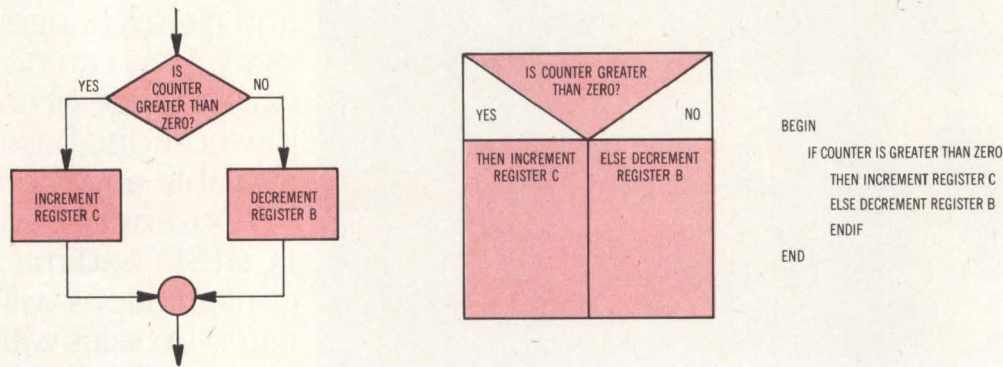 IS
COUNTER
GREATER THAN
ZERO?
YES
NO
INCREMENT
REGISTER C
DECREMENT
REGISTER B
IS COUNTER GREATER
THAN ZERO?
YES
NO
THEN INCREMENT
REGISTER C
ELSE DECREMENT
REGISTER B
BEGIN
IF COUNTER IS GREATER THAN ZERO
THEN INCREMENT REGISTER C
ELSE DECREMENT REGISTER B
ENDIF
END